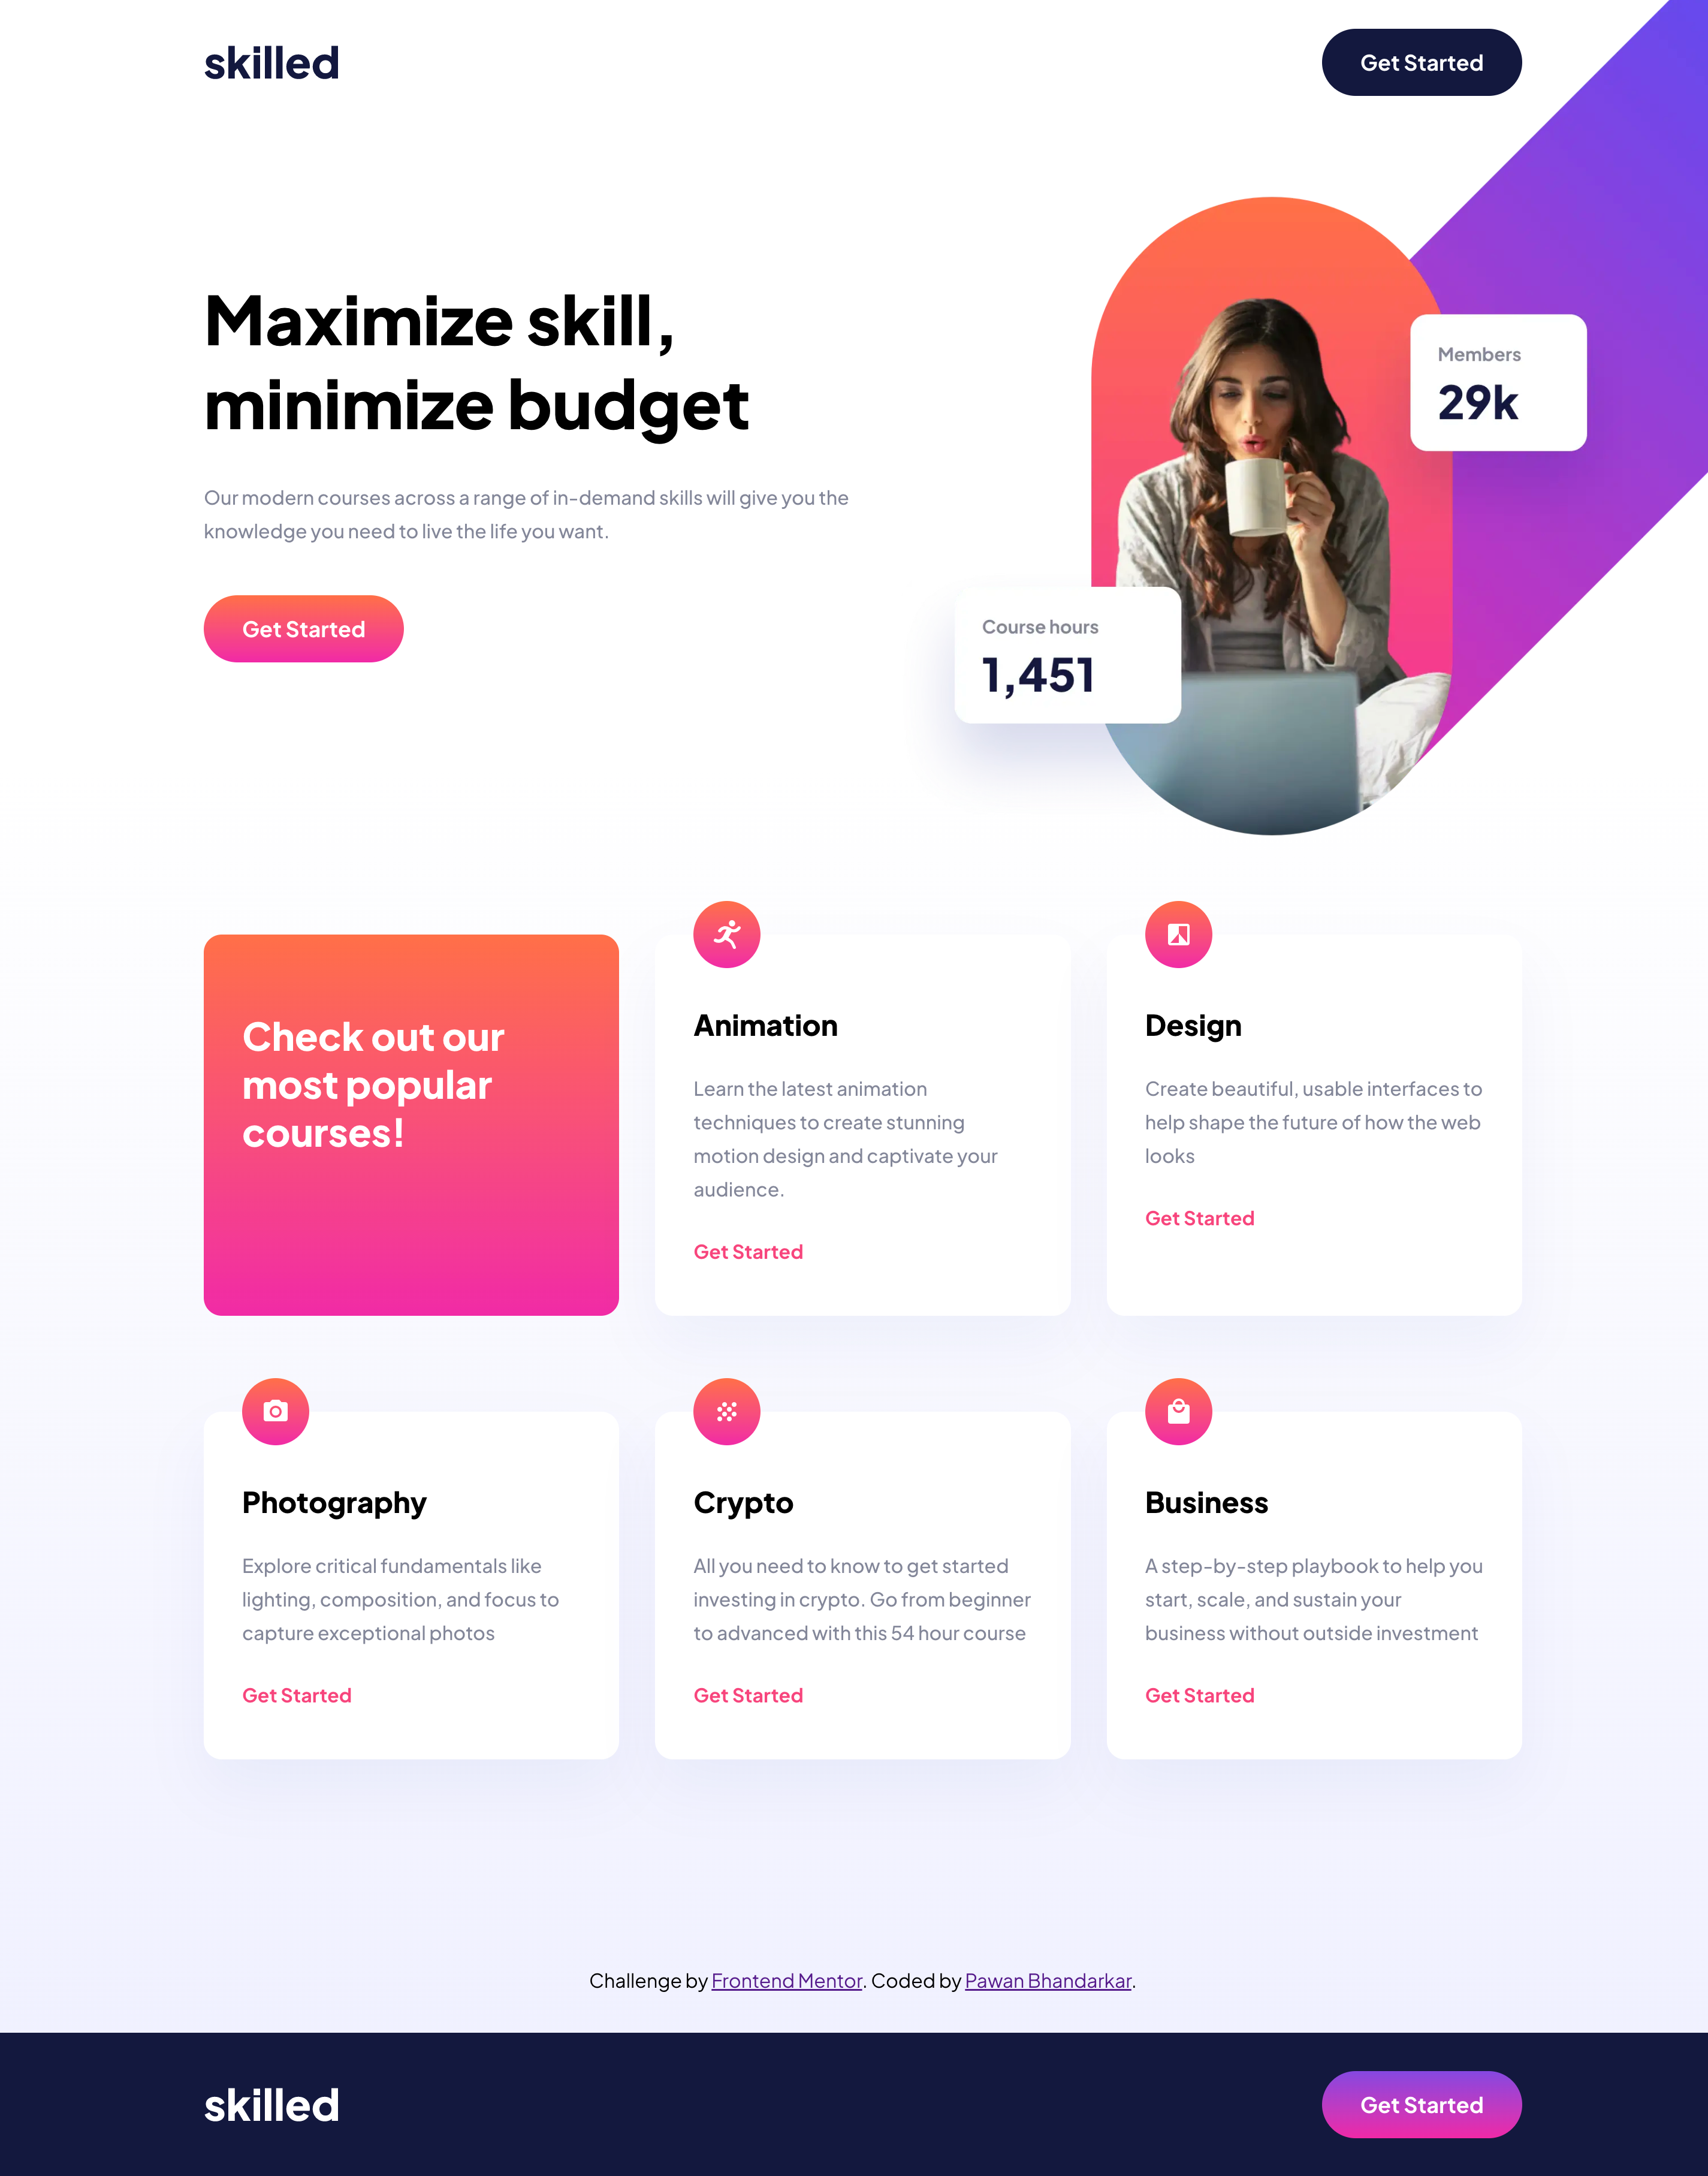 skilled
Get Started
Maximize skill,
minimize budget
Our modern courses across a range of in-demand skills will give you the
knowledge you need to live the life you want.
Get Started
Members
29k
Course hours
1,451
Check out our
most popular
courses!
Animation
Learn the latest animation
techniques to create stunning
motion design and captivate your
audience.
Get Started
Design
Create beautiful, usable interfaces to
help shape the future of how the web
looks
Get Started
Photography
Explore critical fundamentals like
lighting, composition, and focus to
capture exceptional photos
Get Started
Crypto
All you need to know to get started
investing in crypto. Go from beginner
to advanced with this 54 hour course
Get Started
Business
A step-by-step playbook to help you
start, scale, and sustain your
business without outside investment
Get Started
Challenge by Frontend Mentor. Coded by Pawan Bhandarkar.
skilled
Get Started